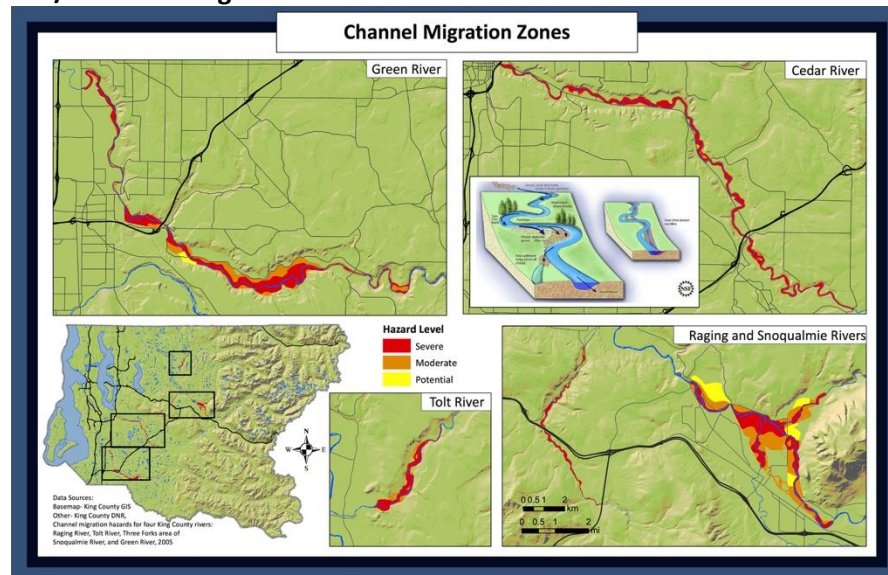 Channel Migration Zones
Green River
Cedar River
NSF
Hazard Level
Severe
Moderate
Potential
Raging and Snoqualmie Rivers
Tolt River
N
W
E
S
Data Sources:
Basemap- King County GIS
Other- King County DNR,
Channel migration hazards for four King County rivers:
Raging River, Tolt River, Three Forks area of
Snoqualmie River, and Green River, 2005
0 0.5 1 2
km
0 0.5 1 2
mi